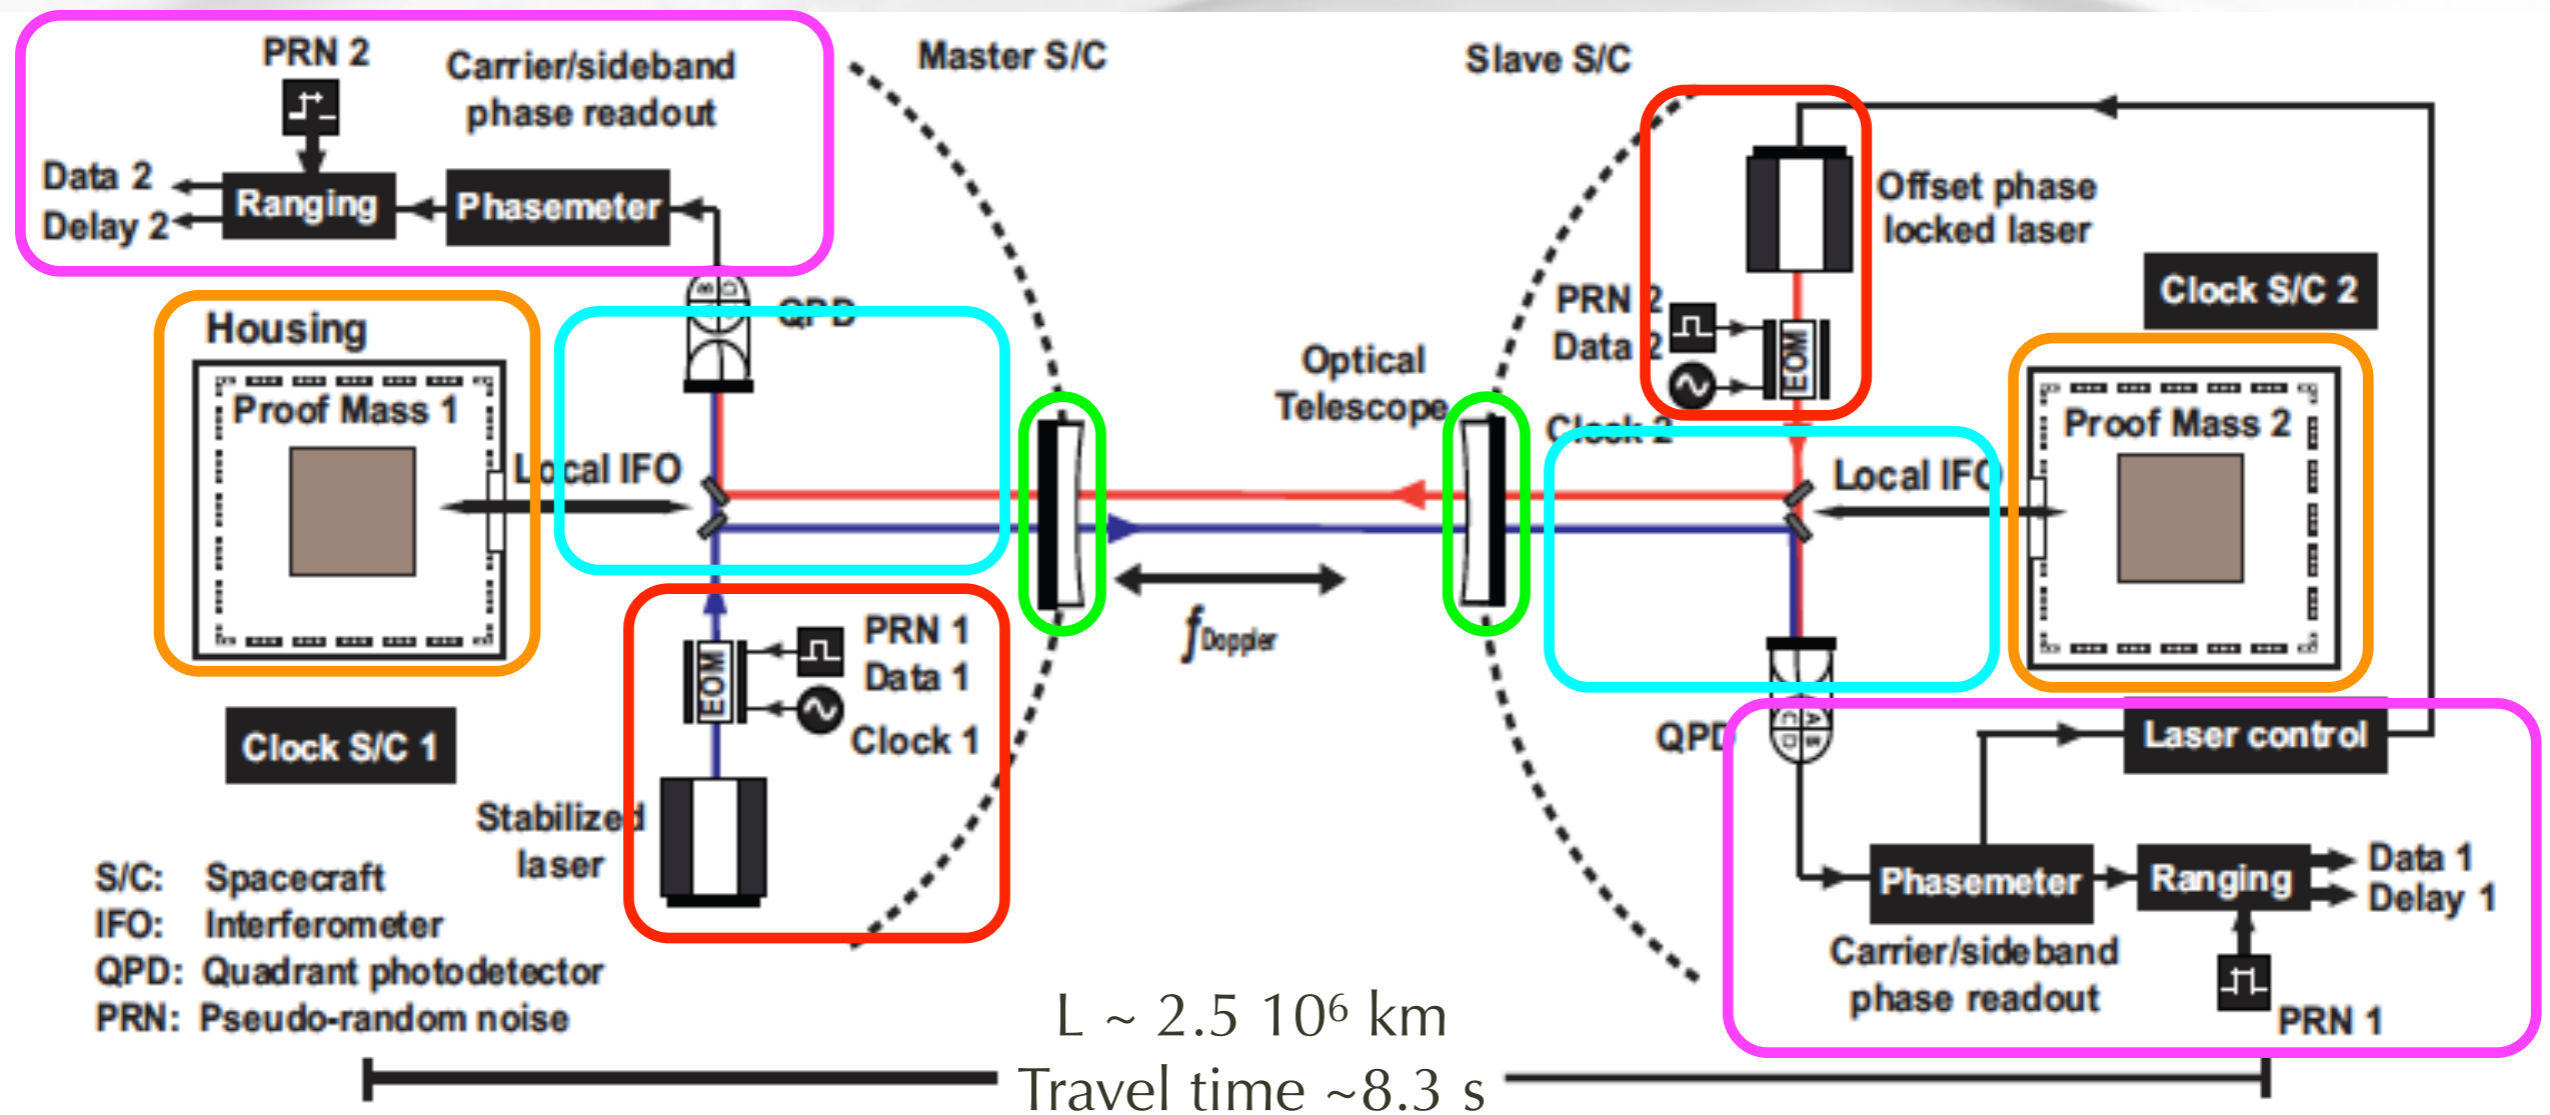 PRN 2
Carrier/sideband
phase readout
Data 2
Delay 2
Ranging
Phasemeter
Master S/C
Slave S/C
QPD
Housing
Proof Mass 1
Local IFO
Clock S/C 1
EOM
PRN 1
Data 1
Clock 1
Stabilized
laser
Optical
Telescope
fDoppler
Offset phase
locked laser
PRN 2
Data 2
EOM
Clock 2
Clock S/C 2
Proof Mass 2
Local IFO
QPD
A
C
D
B
Laser control
Phasemeter
Ranging
Data 1
Delay 1
Carrier/sideband
phase readout
PRN 1
S/C: Spacecraft
IFO: Interferometer
QPD: Quadrant photodetector
PRN: Pseudo-random noise
L ~ 2.5 10⁶ km
Travel time ~8.3 s